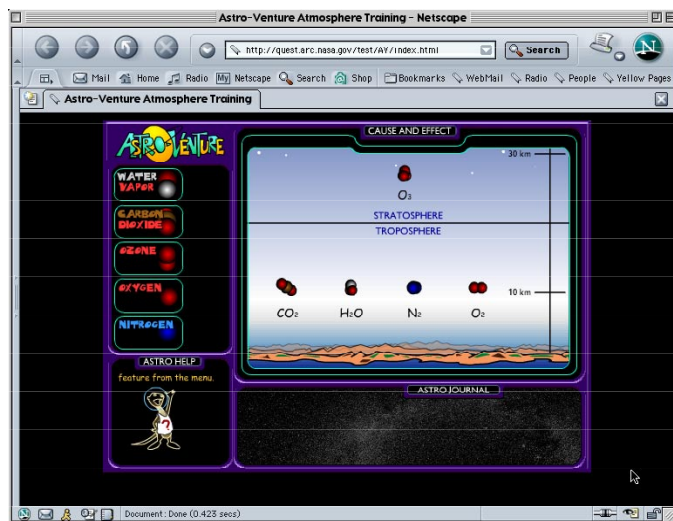 Astro-Venture Atmosphere Training - Netscape
http://quest.arc.nasa.gov/test/AV/index.html
Search
N
Mail Home Radio My Netscape Search Shop Bookmarks WebMail Radio People Yellow Pages
Astro-Venture Atmosphere Training
ASTRO-VENTURE
WATER
VAPOR
CARBON
DIOXIDE
OZONE
OXYGEN
NITROGEN
ASTRO HELP
feature from the menu.
?
CAUSE AND EFFECT
30 km
O₃
STRATOSPHERE
TROPOSPHERE
10 km
CO₂ H₂O N₂ O₂
ASTRO JOURNAL
Document: Done (0.423 secs)